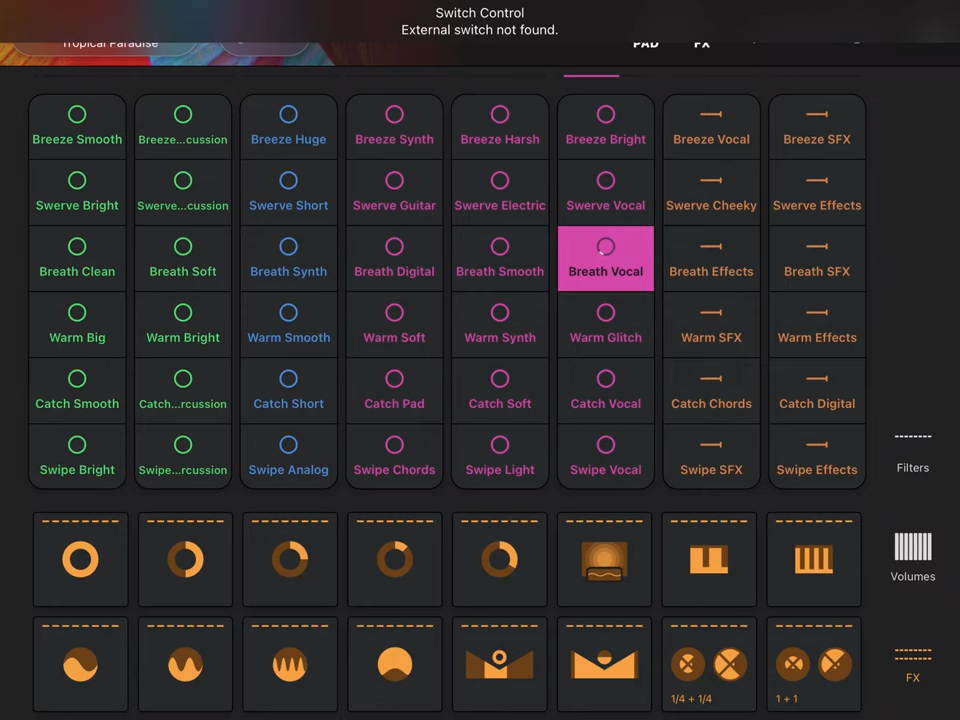 Switch Control
External switch not found.
Tropical Paradise
PAD
FX
Breeze Smooth
Breeze...cussion
Breeze Huge
Breeze Synth
Breeze Harsh
Breeze Bright
Breeze Vocal
Breeze SFX
Swerve Bright
Swerve...cussion
Swerve Short
Swerve Guitar
Swerve Electric
Swerve Vocal
Swerve Cheeky
Swerve Effects
Breath Clean
Breath Soft
Breath Synth
Breath Digital
Breath Smooth
Breath Vocal
Breath Effects
Breath SFX
Warm Big
Warm Bright
Warm Smooth
Warm Soft
Warm Synth
Warm Glitch
Warm SFX
Warm Effects
Catch Smooth
Catch...rcussion
Catch Short
Catch Pad
Catch Soft
Catch Vocal
Catch Chords
Catch Digital
Swipe Bright
Swipe...rcussion
Swipe Analog
Swipe Chords
Swipe Light
Swipe Vocal
Swipe SFX
Swipe Effects
Filters
Volumes
FX
1/4 + 1/4
1 + 1